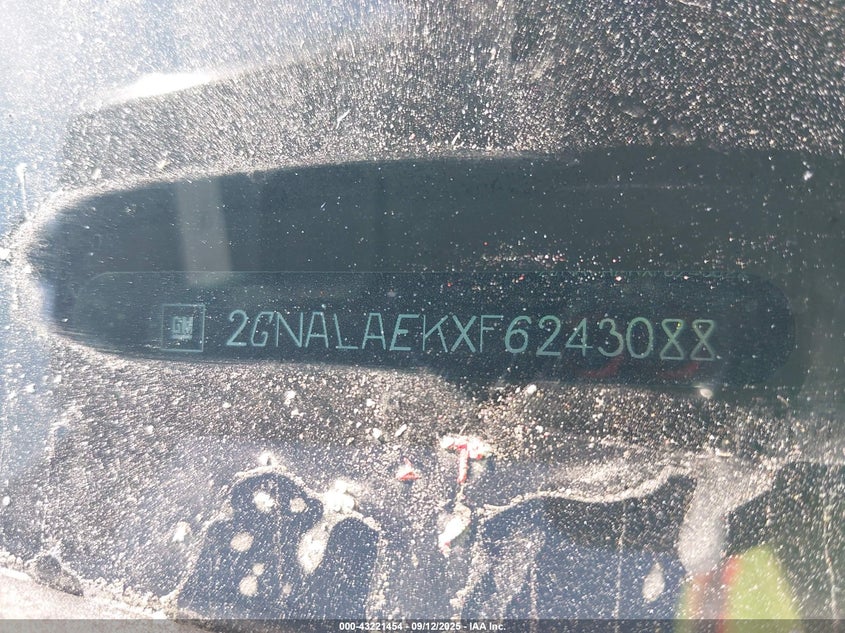 GM 2GNALAEKXF6243088
000-43221454 - 09/12/2025 - IAA Inc.